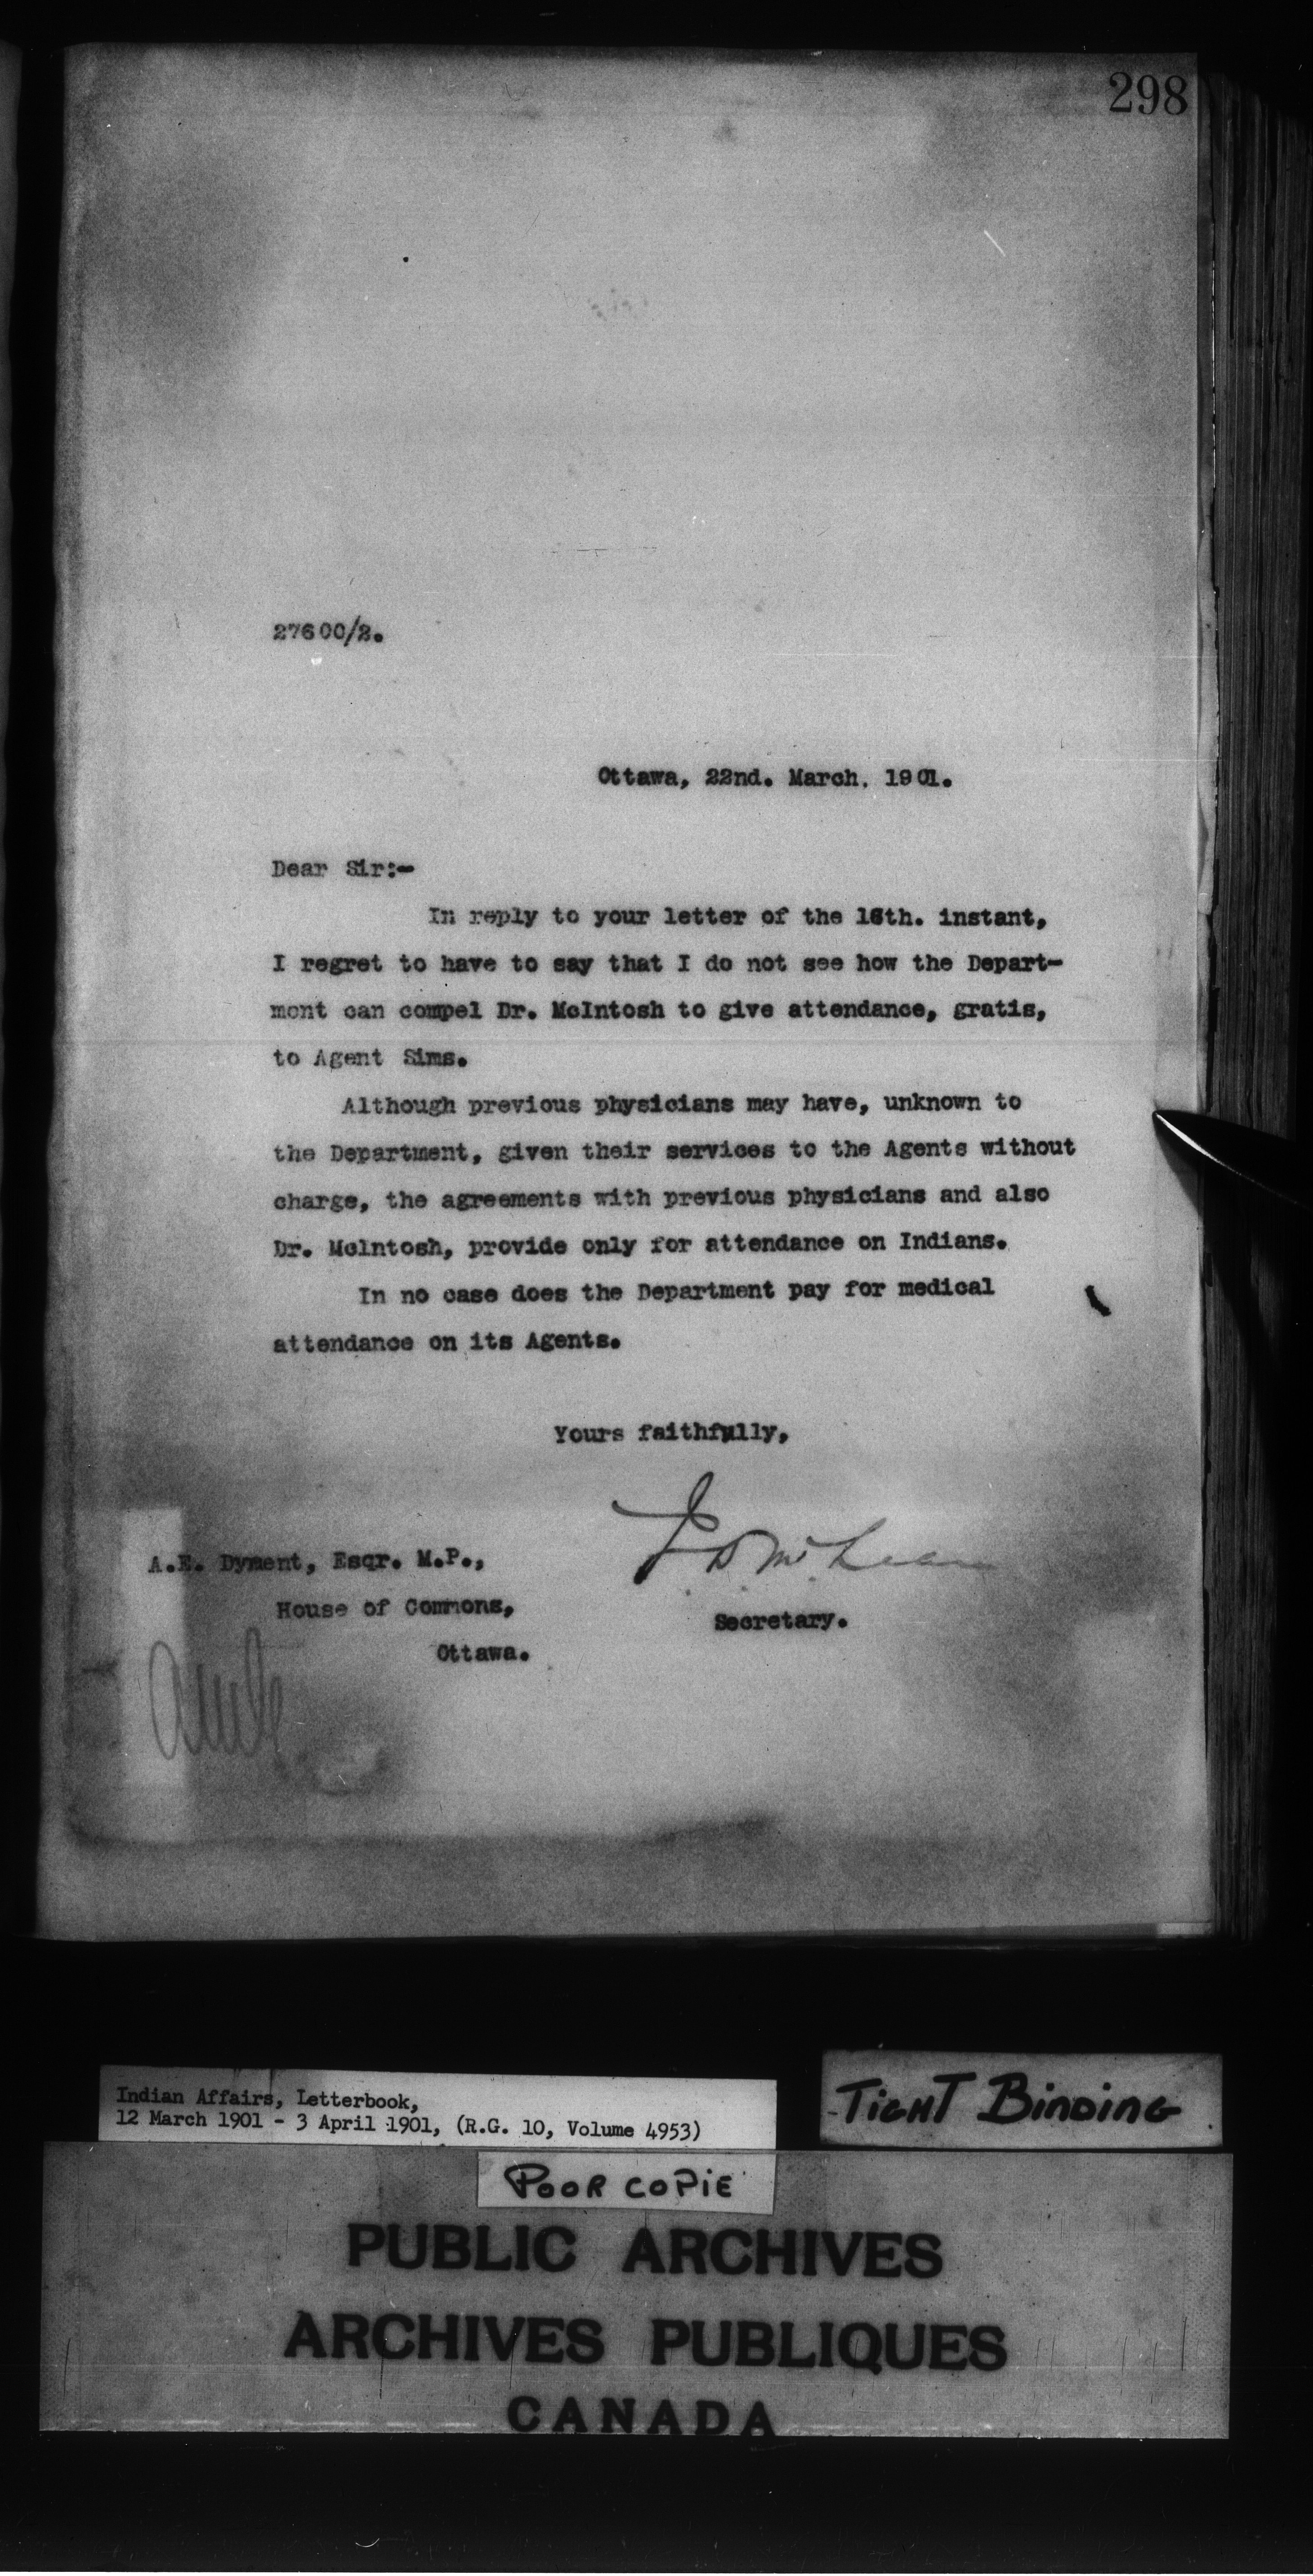 298
27600/2.
Ottawa, 22nd. March. 1901.
Dear Sir:-
In reply to your letter of the 16th. instant,
I regret to have to say that I do not see how the Depart-
ment can compel Dr. McIntosh to give attendance, gratis,
to Agent Sims.
Although previous physicians may have, unknown to
the Department, given their services to the Agents without
charge, the agreements with previous physicians and also
Dr. McIntosh, provide only for attendance on Indians.
In no case does the Department pay for medical
attendance on its Agents.
Yours faithfully,
J D McLean
A.E. Dyment, Esqr. M.P.,
House of Commons,
Secretary.
Ottawa.
Indian Affairs, Letterbook,
12 March 1901 - 3 April 1901, (R.G. 10, Volume 4953)
TIGHT BINDING
POOR COPIE
PUBLIC ARCHIVES
ARCHIVES PUBLIQUES
CANADA